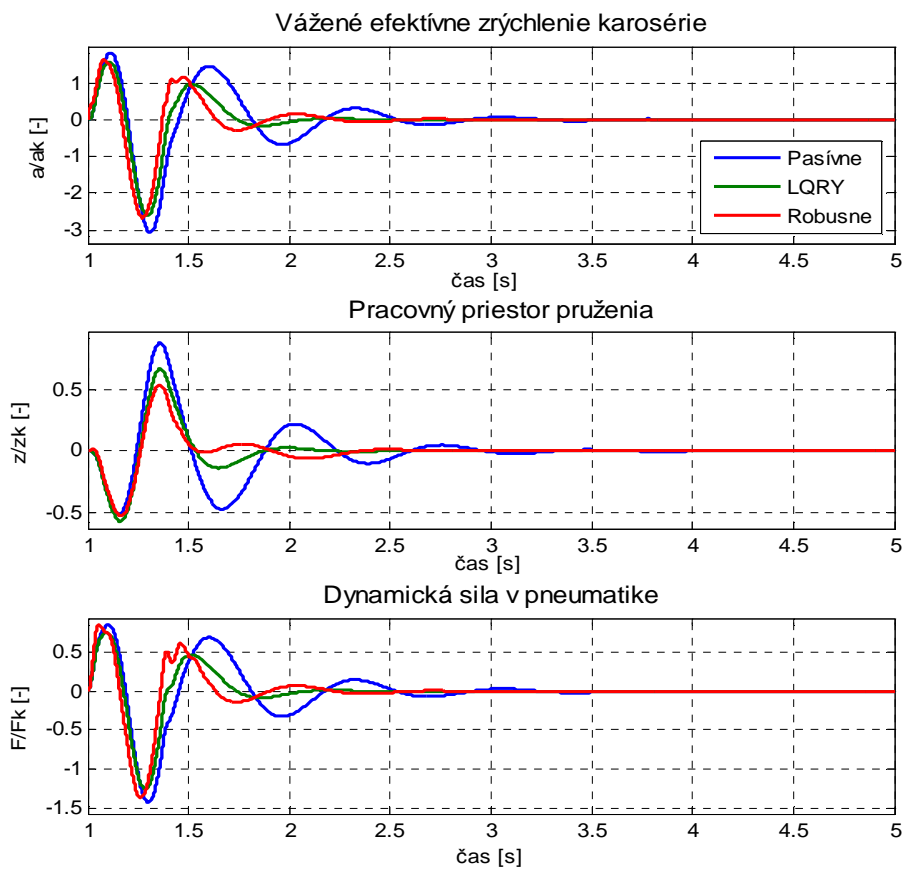 Vážené efektívne zrýchlenie karosérie
1
0
-1
-2
-3
a/ak [-]
Pasívne
LQRY
Robusne
1 1.5 2 2.5 3 3.5 4 4.5 5
čas [s]
Pracovný priestor pruženia
0.5
0
-0.5
z/zk [-]
1 1.5 2 2.5 3 3.5 4 4.5 5
čas [s]
Dynamická sila v pneumatike
0.5
0
-0.5
-1
-1.5
F/Fk [-]
1 1.5 2 2.5 3 3.5 4 4.5 5
čas [s]